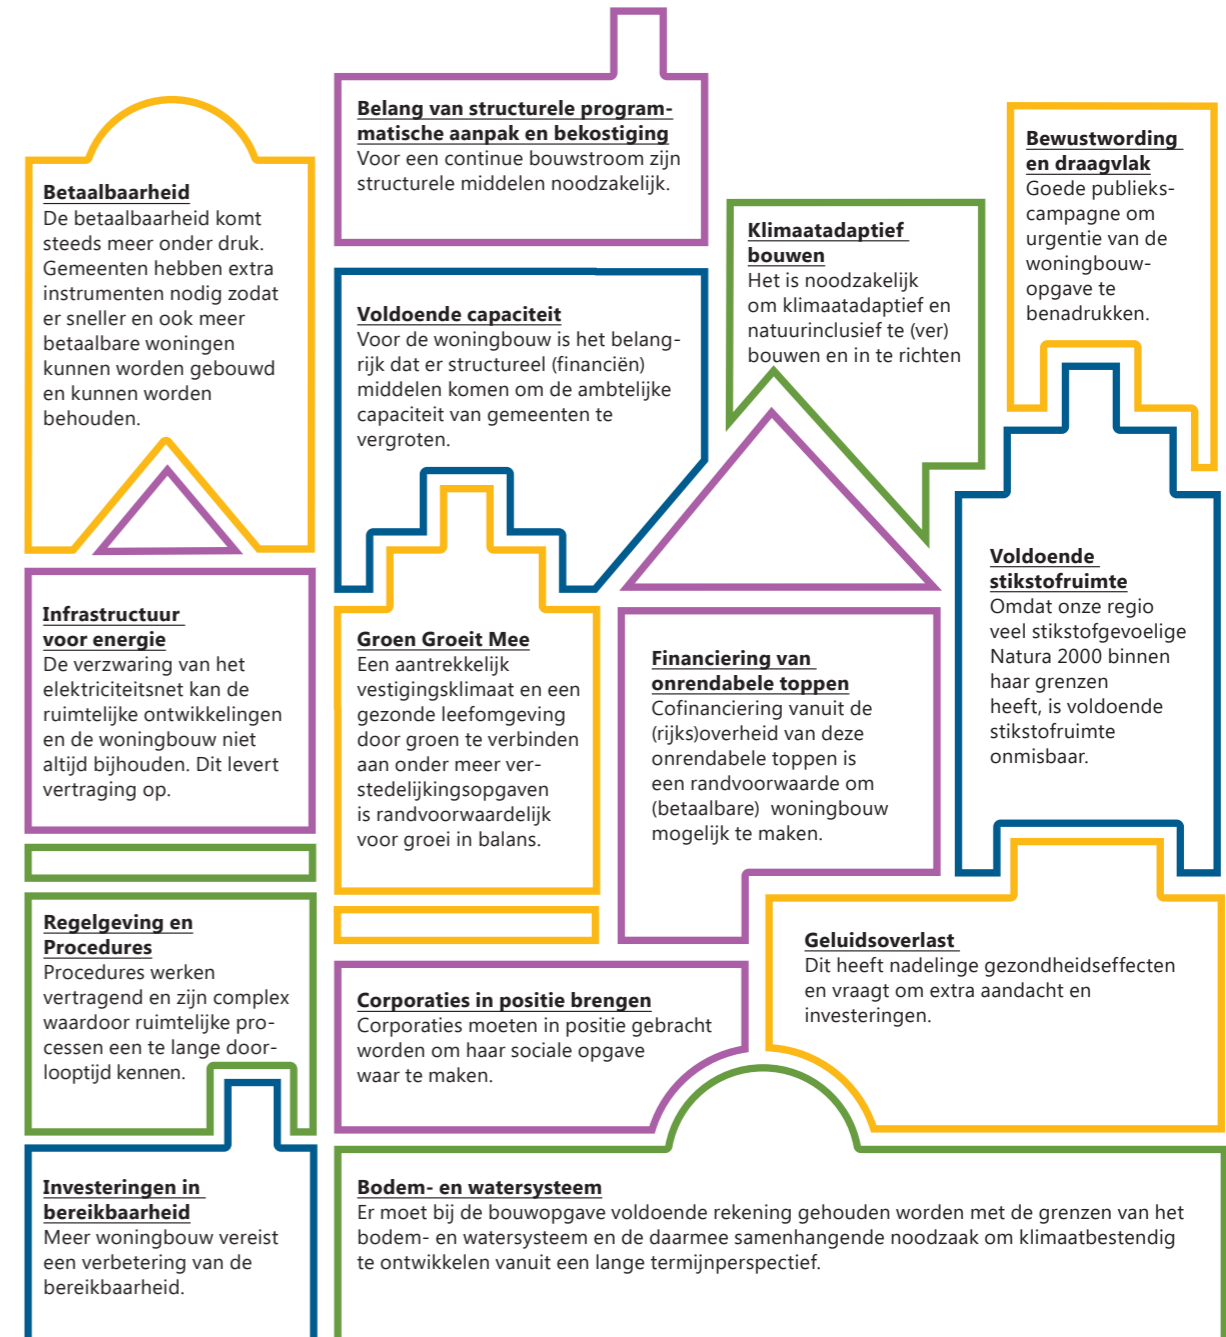 Betaalbaarheid
De betaalbaarheid komt
steeds meer onder druk.
Gemeenten hebben extra
instrumenten nodig zodat
er sneller en ook meer
betaalbare woningen
kunnen worden gebouwd
en kunnen worden
behouden.
Infrastructuur
voor energie
De verzwaring van het
elektriciteitsnet kan de
ruimtelijke ontwikkelingen
en de woningbouw niet
altijd bijhouden. Dit levert
vertraging op.
Regelgeving en
Procedures
Procedures werken
vertragend en zijn complex
waardoor ruimtelijke pro-
cessen een te lange door-
looptijd kennen.
Investeringen in
bereikbaarheid
Meer woningbouw vereist
een verbetering van de
bereikbaarheid.
Belang van structurele program-
matische aanpak en bekostiging
Voor een continue bouwstroom zijn
structurele middelen noodzakelijk.
Voldoende capaciteit
Voor de woningbouw is het belang-
rijk dat er structureel (financiën)
middelen komen om de ambtelijke
capaciteit van gemeenten te
vergroten.
Groen Groeit Mee
Een aantrekkelijk
vestigingsklimaat en een
gezonde leefomgeving
door groen te verbinden
aan onder meer ver-
stedelijkingsopgaven
is randvoorwaardelijk
voor groei in balans.
Klimaatadaptief
bouwen
Het is noodzakelijk
om klimaatadaptief en
natuurinclusief te (ver)
bouwen en in te richten
Financiering van
onrendabele toppen
Cofinanciering vanuit de
(rijks)overheid van deze
onrendabele toppen is
een randvoorwaarde om
(betaalbare) woningbouw
mogelijk te maken.
Bewustwording
en draagvlak
Goede publieks-
campagne om
urgentie van de
woningbouw-
opgave te
benadrukken.
Voldoende
stikstofruimte
Omdat onze regio
veel stikstofgevoelige
Natura 2000 binnen
haar grenzen
heeft, is voldoende
stikstofruimte
onmisbaar.
Geluidsoverlast
Dit heeft nadelinge gezondheidseffecten
en vraagt om extra aandacht en
investeringen.
Corporaties in positie brengen
Corporaties moeten in positie gebracht
worden om haar sociale opgave
waar te maken.
Bodem- en watersysteem
Er moet bij de bouwopgave voldoende rekening gehouden worden met de grenzen van het
bodem- en watersysteem en de daarmee samenhangende noodzaak om klimaatbestendig
te ontwikkelen vanuit een lange termijnperspectief.